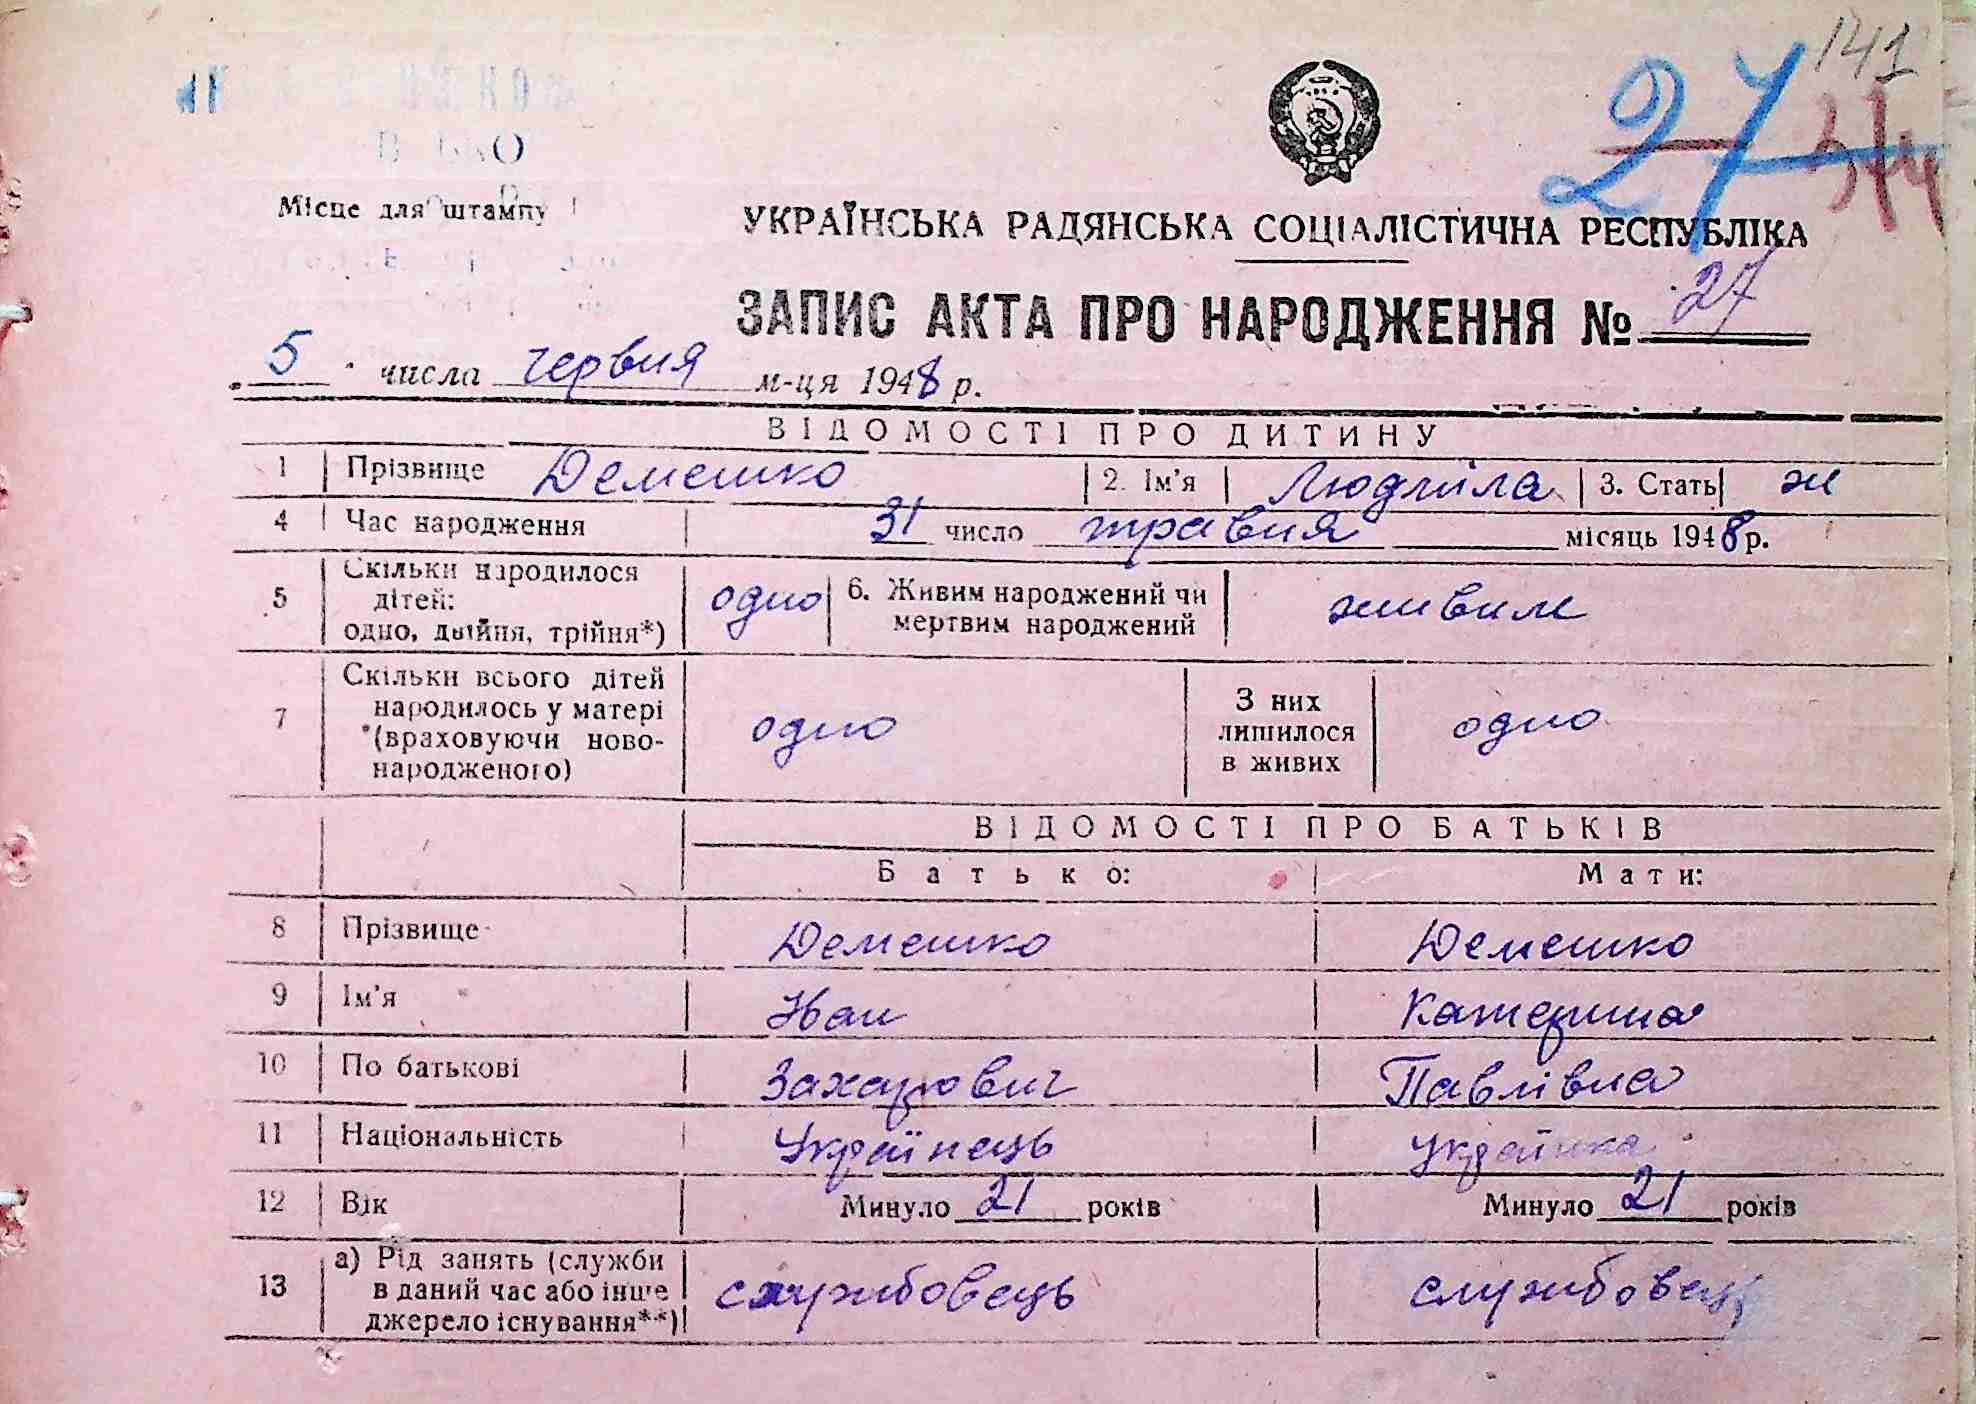 141
27
Місце для штампу
УКРАЇНСЬКА РАДЯНСЬКА СОЦІАЛІСТИЧНА РЕСПУБЛІКА
ЗАПИС АКТА ПРО НАРОДЖЕННЯ № 27
5 числа червня м-ця 1948 р.
ВІДОМОСТІ ПРО ДИТИНУ
1 Прізвище Демешко 2. Ім'я Людміла 3. Стать ж
4 Час народження 31 число травня місяць 1948 р.
5 Скільки народилося дітей: одно, двійня, трійня*) одно 6. Живим народжений чи мертвим народжений живим
7 Скільки всього дітей народилось у матері (враховуючи ново-народженого) одно З них лишилося в живих одно
ВІДОМОСТІ ПРО БАТЬКІВ
Батько: Мати:
8 Прізвище Демешко Демешко
9 Ім'я Иван Катерина
10 По батькові Захарович Павлівна
11 Національність Українець українка
12 Вік Минуло 21 років Минуло 21 років
13 а) Рід занять (служби в даний час або інше джерело існування**) службовець службовець